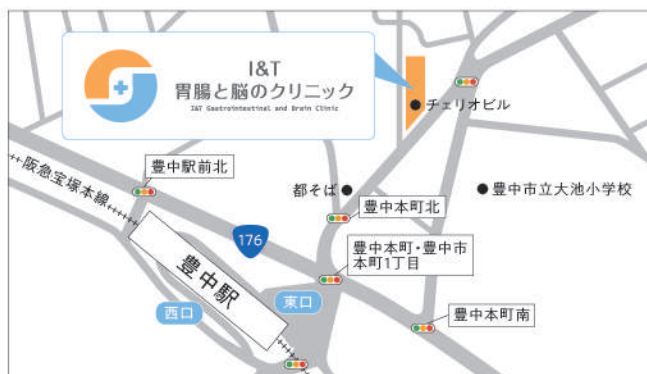 I&T
胃腸と脳のクリニック
I&T Gastrointestinal and Brain Clinic
チェリオビル
豊中駅前北
阪急宝塚本線
都そば
豊中市立大池小学校
豊中本町北
176
豊中本町・豊中市
本町1丁目
豊中駅
東口
西口
豊中本町南